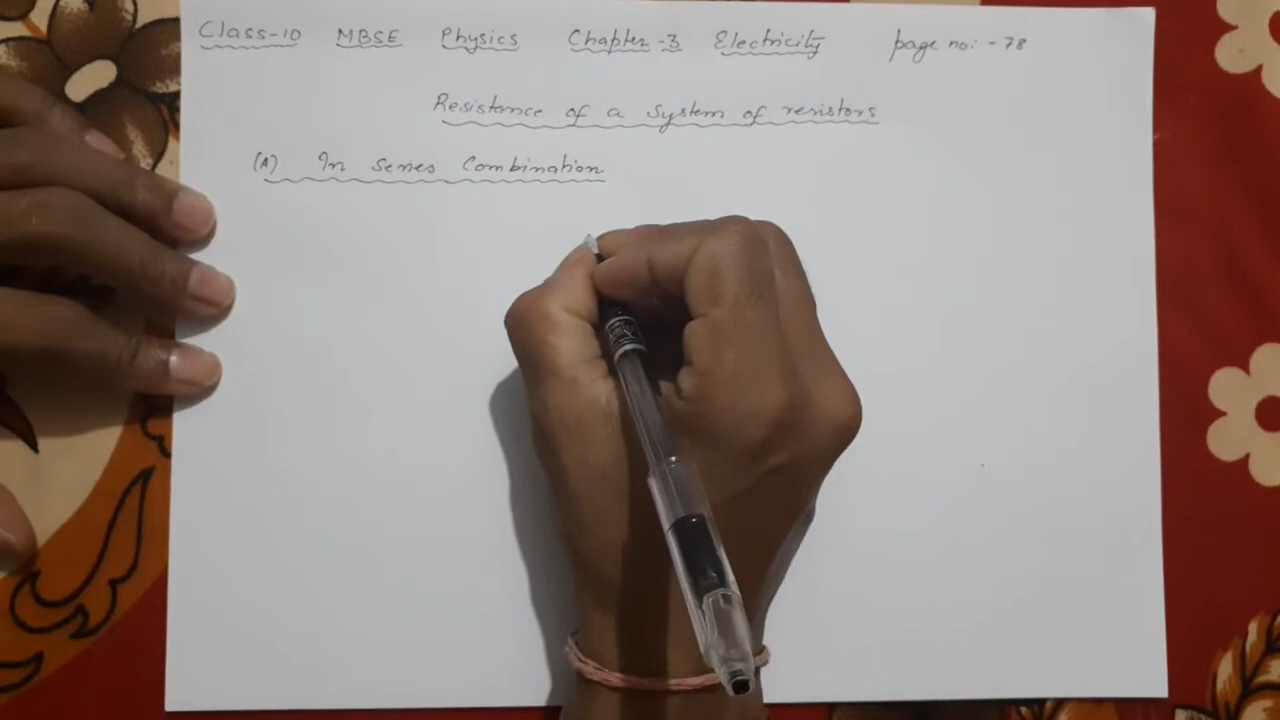 Class-10 MBSE Physics Chapter-3 Electricity page no:-78
Resistance of a System of resistors
(A) In Series Combination